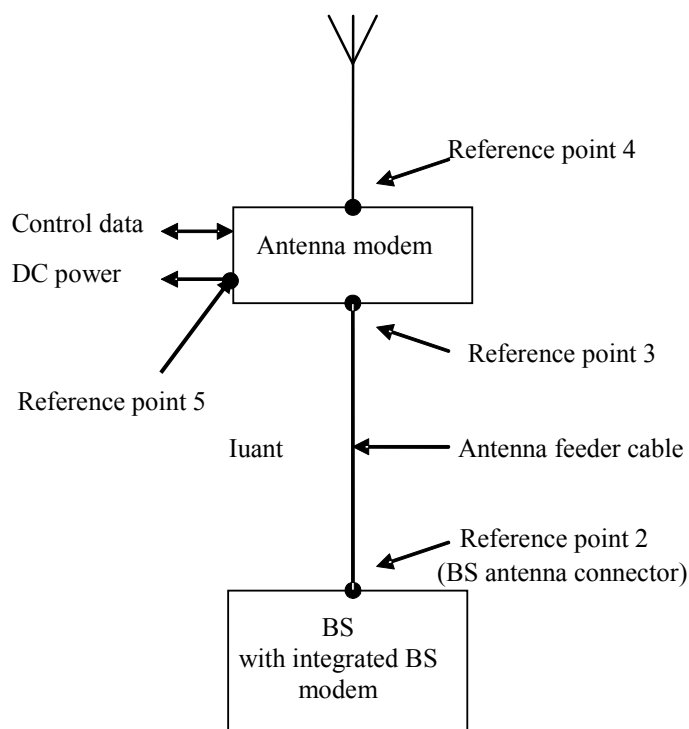 Reference point 4
Control data
Antenna modem
DC power
Reference point 3
Reference point 5
Iuant
Antenna feeder cable
Reference point 2
(BS antenna connector)
BS
with integrated BS
modem